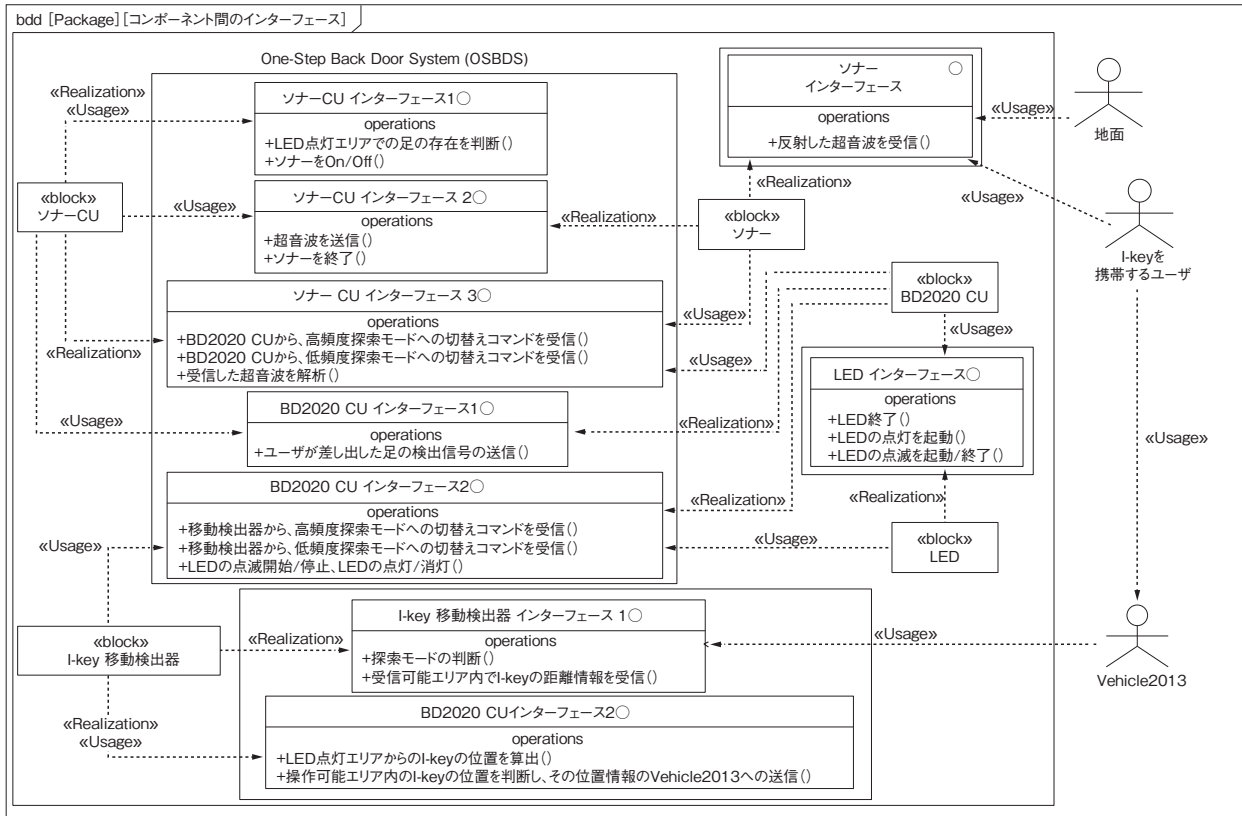 bdd [Package][コンポーネント間のインターフェース]
One-Step Back Door System (OSBDS)
«Realization»
«Usage»
ソナーCU インターフェース1○
operations
+LED点灯エリアでの足の存在を判断()
+ソナーをOn/Off()
ソナー
インターフェース
○
operations
+反射した超音波を受信()
«Usage»
地面
«block»
ソナーCU
«Usage»
ソナーCU インターフェース 2○
operations
+超音波を送信()
+ソナーを終了()
«Realization»
«Realization»
«block»
ソナー
«Usage»
I-keyを
携帯するユーザ
ソナー CU インターフェース 3○
operations
+BD2020 CUから、高頻度探索モードへの切替えコマンドを受信()
+BD2020 CUから、低頻度探索モードへの切替えコマンドを受信()
+受信した超音波を解析()
«Realization»
«Usage»
«Usage»
«block»
BD2020 CU
«Usage»
LED インターフェース○
operations
+LED終了()
+LEDの点灯を起動()
+LEDの点滅を起動/終了()
«Usage»
BD2020 CU インターフェース1○
operations
+ユーザが差し出した足の検出信号の送信()
«Realization»
«Usage»
BD2020 CU インターフェース2○
operations
+移動検出器から、高頻度探索モードへの切替えコマンドを受信()
+移動検出器から、低頻度探索モードへの切替えコマンドを受信()
+LEDの点滅開始/停止、LEDの点灯/消灯()
«Realization»
«Realization»
«Usage»
«Usage»
«block»
LED
«block»
I-key 移動検出器
«Realization»
I-key 移動検出器 インターフェース 1○
operations
+探索モードの判断()
+受信可能エリア内でI-keyの距離情報を受信()
«Usage»
Vehicle2013
«Realization»
«Usage»
BD2020 CUインターフェース2○
operations
+LED点灯エリアからのI-keyの位置を算出()
+操作可能エリア内のI-keyの位置を判断し、その位置情報のVehicle2013への送信()